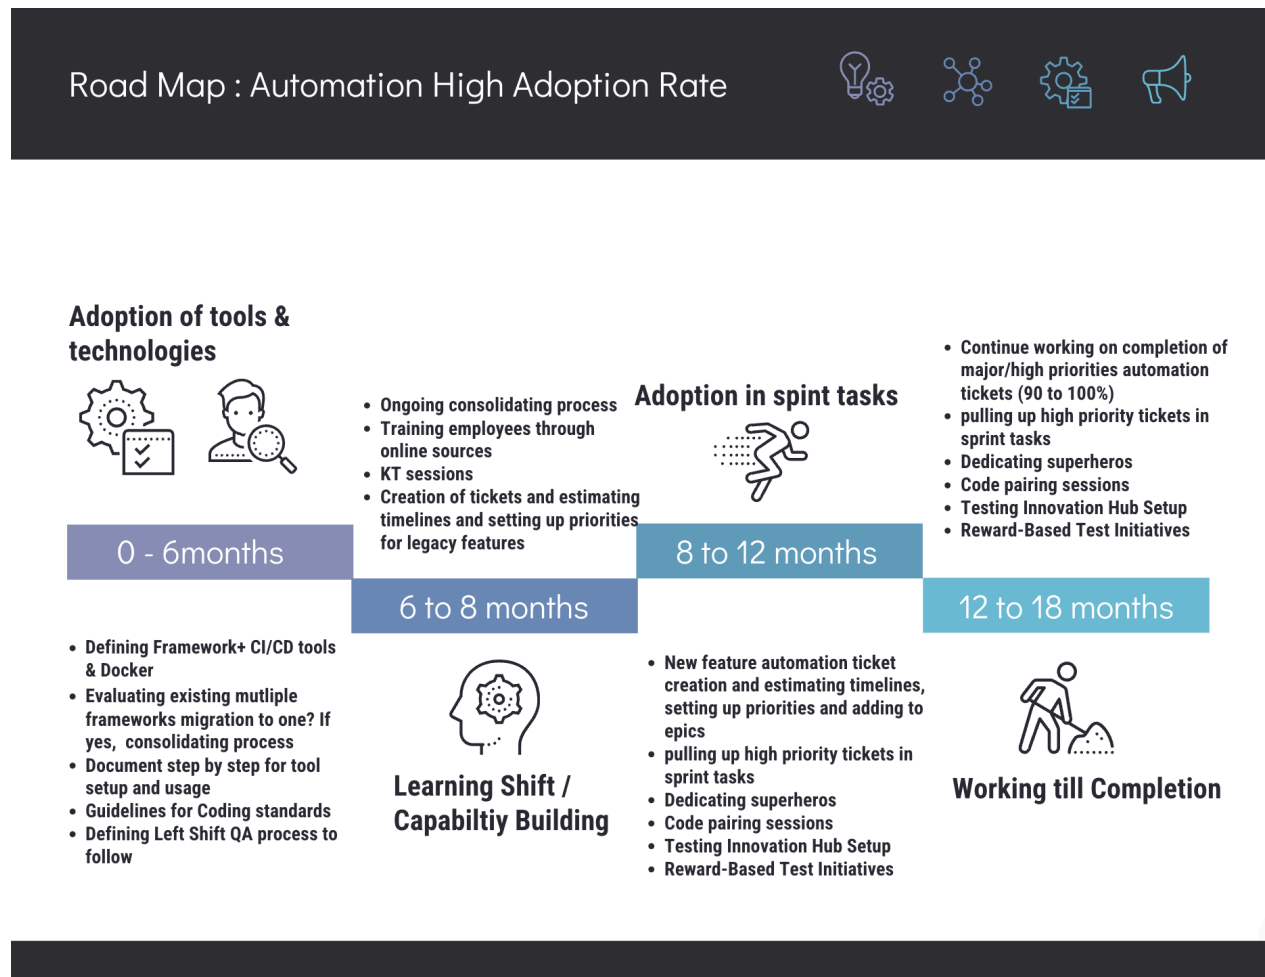 Road Map : Automation High Adoption Rate
Adoption of tools &
technologies
0 - 6months
• Defining Framework+ CI/CD tools
& Docker
• Evaluating existing mutliple
frameworks migration to one? If
yes,  consolidating process
• Document step by step for tool
setup and usage
• Guidelines for Coding standards
• Defining Left Shift QA process to
follow
• Ongoing consolidating process
• Training employees through
online sources
• KT sessions
• Creation of tickets and estimating
timelines and setting up priorities
for legacy features
6 to 8 months
Learning Shift /
Capabiltiy Building
Adoption in spint tasks
8 to 12 months
• New feature automation ticket
creation and estimating timelines,
setting up priorities and adding to
epics
• pulling up high priority tickets in
sprint tasks
• Dedicating superheros
• Code pairing sessions
• Testing Innovation Hub Setup
• Reward-Based Test Initiatives
• Continue working on completion of
major/high priorities automation
tickets (90 to 100%)
• pulling up high priority tickets in
sprint tasks
• Dedicating superheros
• Code pairing sessions
• Testing Innovation Hub Setup
• Reward-Based Test Initiatives
12 to 18 months
Working till Completion